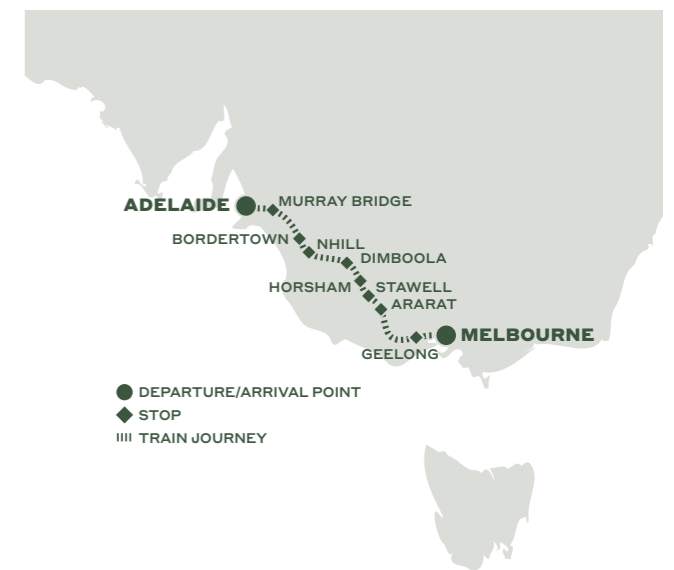 ADELAIDE
MURRAY BRIDGE
BORDERTOWN
NHILL
DIMBOOLA
HORSHAM
STAWELL
ARARAT
MELBOURNE
GEELONG
DEPARTURE/ARRIVAL POINT
STOP
TRAIN JOURNEY